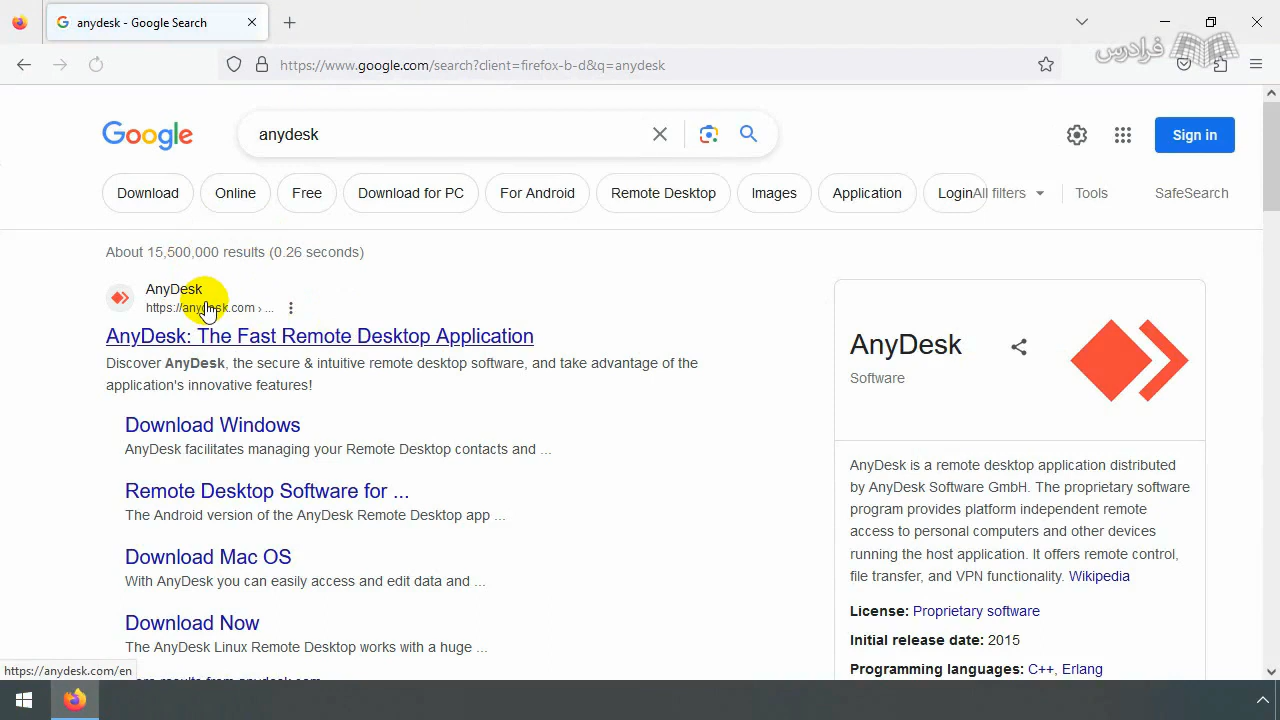 anydesk - Google Search
https://www.google.com/search?client=firefox-b-d&q=anydesk
فرادرس
Google
anydesk
Sign in
Download
Online
Free
Download for PC
For Android
Remote Desktop
Images
Application
Login
All filters
Tools
SafeSearch
About 15,500,000 results (0.26 seconds)
AnyDesk
https://anydesk.com › ...
AnyDesk: The Fast Remote Desktop Application
Discover AnyDesk, the secure & intuitive remote desktop software, and take advantage of the
application's innovative features!
Download Windows
AnyDesk facilitates managing your Remote Desktop contacts and ...
Remote Desktop Software for ...
The Android version of the AnyDesk Remote Desktop app ...
Download Mac OS
With AnyDesk you can easily access and edit data and ...
Download Now
The AnyDesk Linux Remote Desktop works with a huge ...
results from anydesk.com
AnyDesk
Software
AnyDesk is a remote desktop application distributed
by AnyDesk Software GmbH. The proprietary software
program provides platform independent remote
access to personal computers and other devices
running the host application. It offers remote control,
file transfer, and VPN functionality. Wikipedia
License: Proprietary software
Initial release date: 2015
Programming languages: C++, Erlang
https://anydesk.com/en